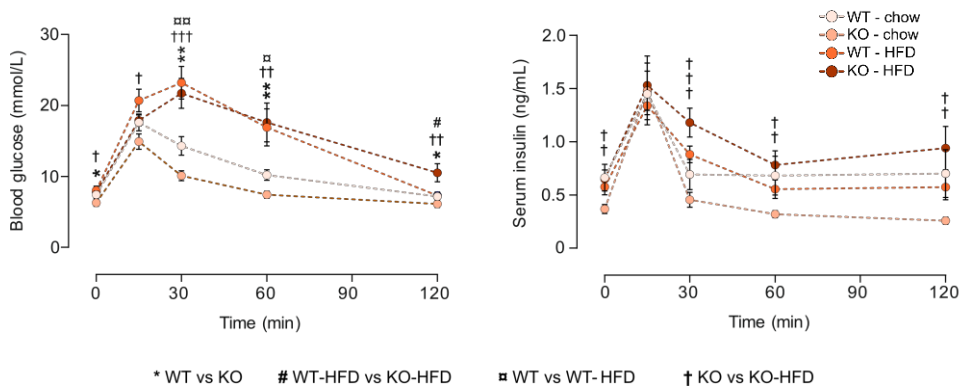 30
20
10
0
Blood glucose (mmol/L)
¤¤
†††
**
†
¤
††
**
†
*
#
††
*
0 30 60 90 120
Time (min)
2.0
1.5
1.0
0.5
0
Serum insulin (ng/mL)
WT - chow
KO - chow
WT - HFD
KO - HFD
††
†††
††
††
0 30 60 90 120
Time (min)
* WT vs KO # WT-HFD vs KO-HFD ¤ WT vs WT-HFD † KO vs KO-HFD